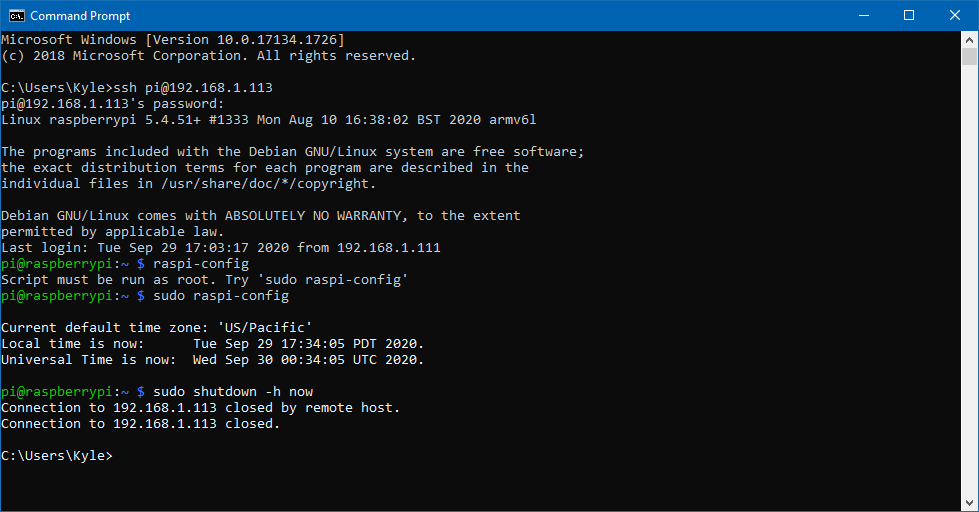 Command Prompt
Microsoft Windows [Version 10.0.17134.1726]
(c) 2018 Microsoft Corporation. All rights reserved.
C:\Users\Kyle>ssh pi@192.168.1.113
pi@192.168.1.113's password:
Linux raspberrypi 5.4.51+ #1333 Mon Aug 10 16:38:02 BST 2020 armv6l
The programs included with the Debian GNU/Linux system are free software;
the exact distribution terms for each program are described in the
individual files in /usr/share/doc/*/copyright.
Debian GNU/Linux comes with ABSOLUTELY NO WARRANTY, to the extent
permitted by applicable law.
Last login: Tue Sep 29 17:03:17 2020 from 192.168.1.111
pi@raspberrypi:~ $ raspi-config
Script must be run as root. Try 'sudo raspi-config'
pi@raspberrypi:~ $ sudo raspi-config
Current default time zone: 'US/Pacific'
Local time is now:      Tue Sep 29 17:34:05 PDT 2020.
Universal Time is now:  Wed Sep 30 00:34:05 UTC 2020.
pi@raspberrypi:~ $ sudo shutdown -h now
Connection to 192.168.1.113 closed by remote host.
Connection to 192.168.1.113 closed.
C:\Users\Kyle>